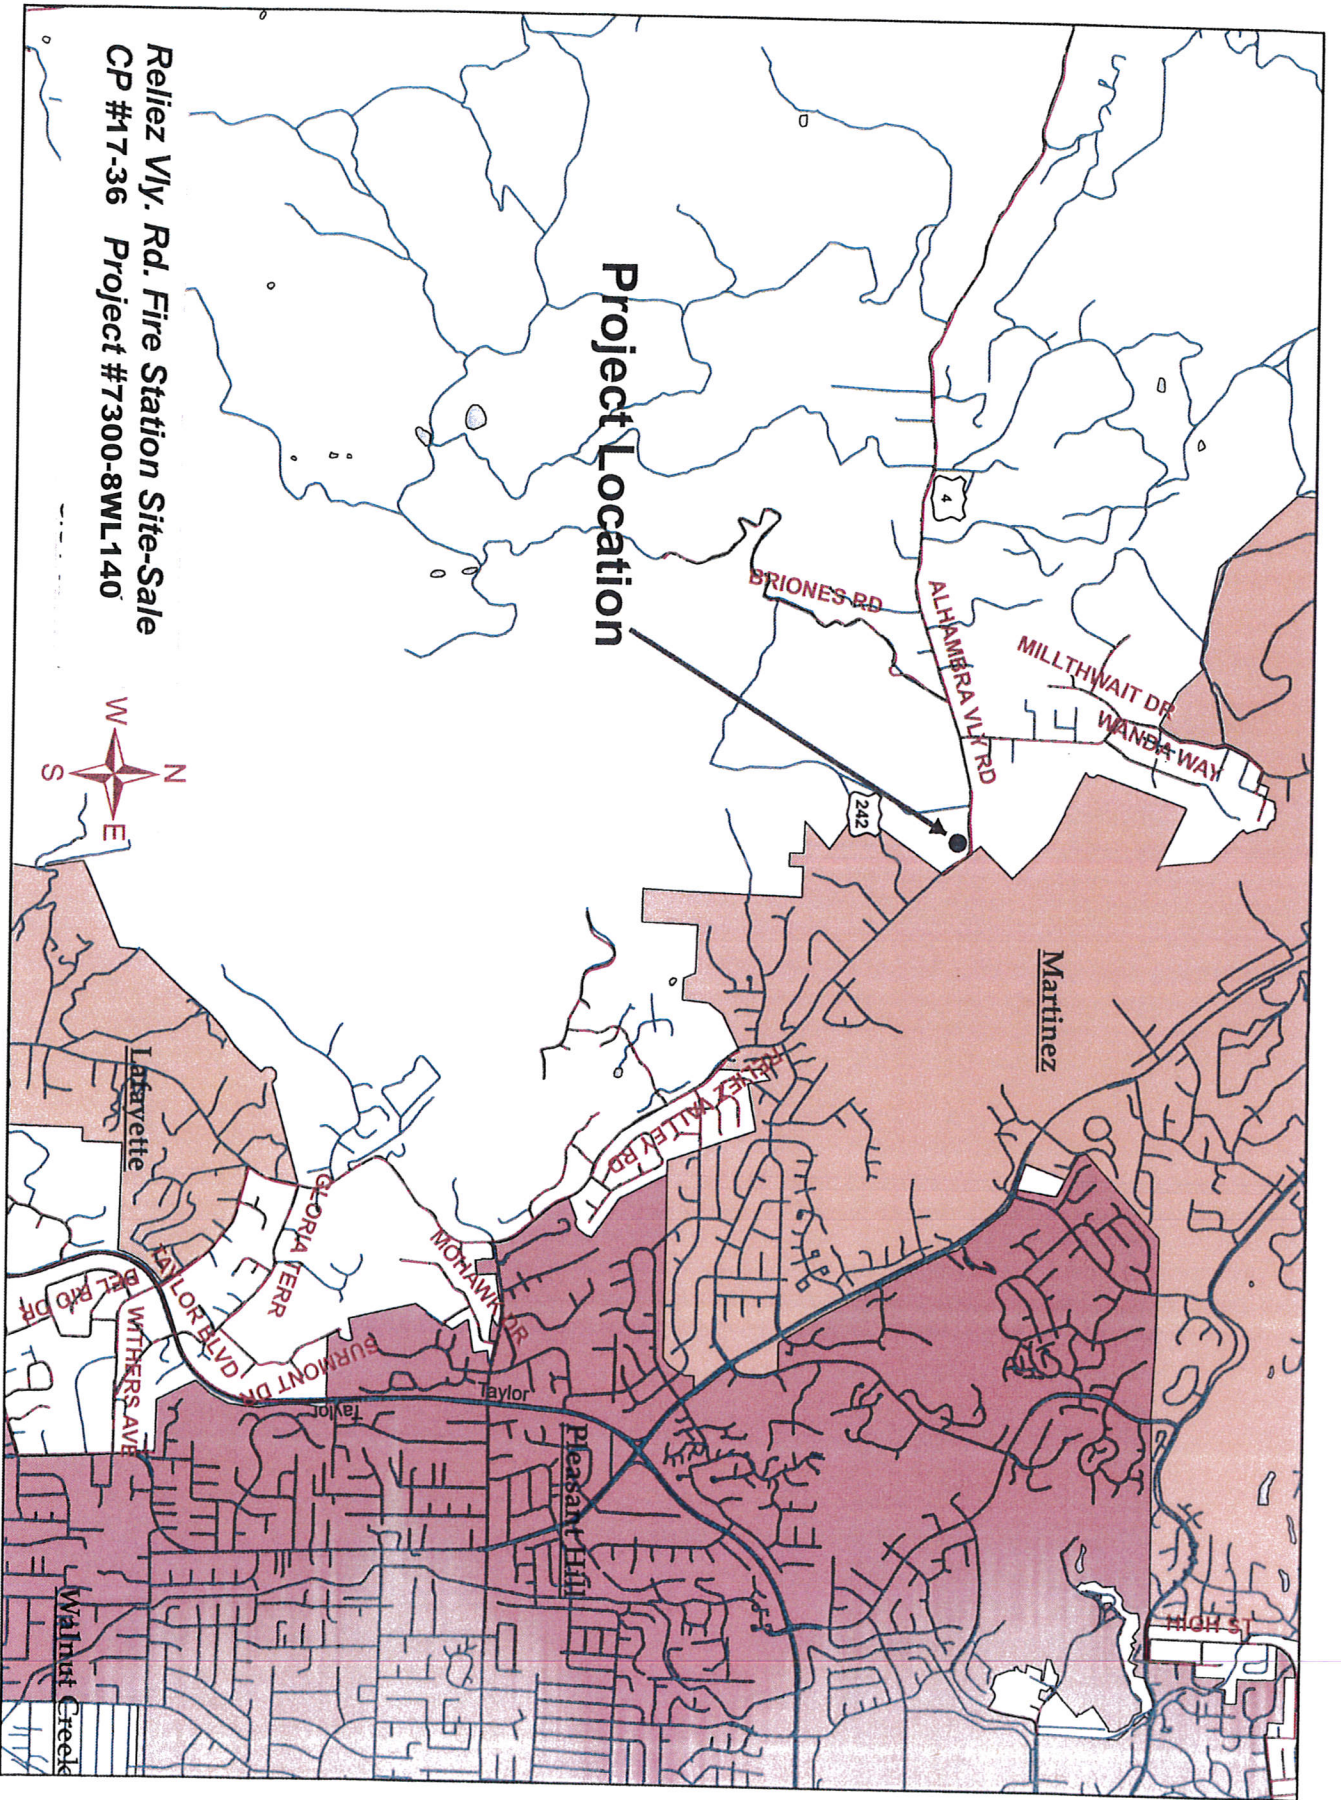 Project Location
4
BRIONES RD
ALHAMBRA VLY RD
MILLTHWAIT DR
WANDA WAY
242
Martinez
RELIEZ VALLEY RD
Lafayette
GLORIA TERR
MOHAWK DR
TAYLOR BLVD
DEL RIO DR
WITHERS AVE
BURMONT DR
Taylor
Taylor
Pleasant Hill
Walnut Creek
HIGH ST
Reliez Vly. Rd. Fire Station Site-Sale
CP #17-36 Project #7300-8WL140
N
W
E
S